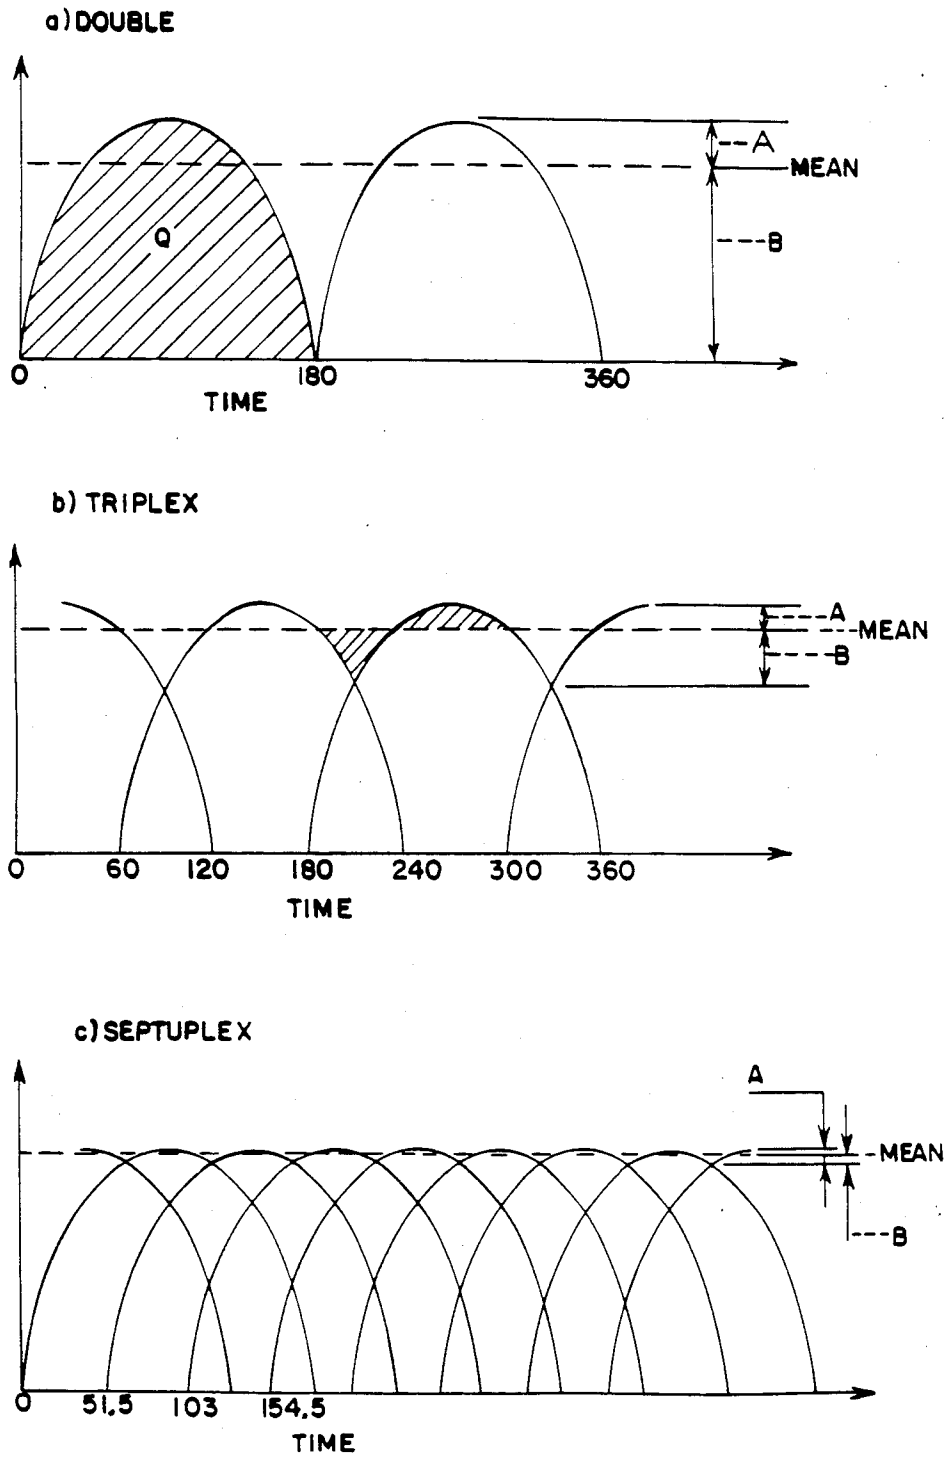 a) DOUBLE
A
MEAN
Q
B
0 180 360
TIME
b) TRIPLEX
A
MEAN
B
0 60 120 180 240 300 360
TIME
c) SEPTUPLEX
A
MEAN
B
0 51.5 103 154.5
TIME